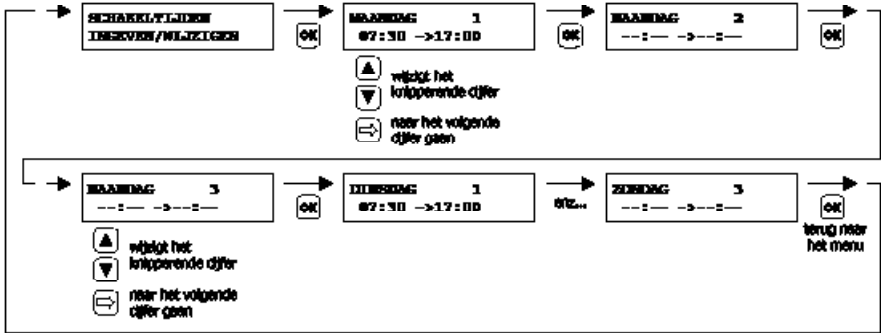 SCHAKELTIJDEN
INGEVEN/WIJZIGEN
OK
MAANDAG 1
07:30 ->17:00
OK
MAANDAG 2
--:-- ->--:--
OK
wijzigt het
knipperende cijfer
naar het volgende
cijfer gaan
MAANDAG 3
--:-- ->--:--
OK
DINSDAG 1
07:30 ->17:00
enz...
ZONDAG 3
--:-- ->--:--
OK
terug naar
het menu
wijzigt het
knipperende cijfer
naar het volgende
cijfer gaan